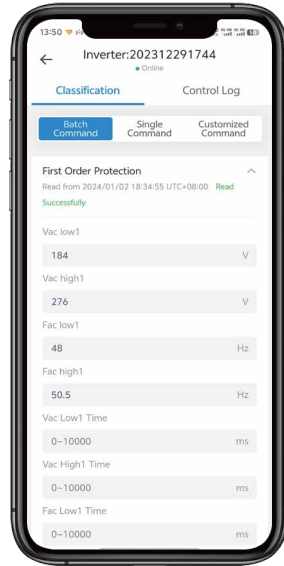 13:50
Inverter:202312291744
Online
Classification Control Log
Batch Command Single Command Customized Command
First Order Protection
Read from 2024/01/02 18:34:55 UTC+08:00 Read
Successfully
Vac low1
184 V
Vac high1
276 V
Fac low1
48 Hz
Fac high1
50.5 Hz
Vac Low1 Time
0~10000 ms
Vac High1 Time
0~10000 ms
Fac Low1 Time
0~10000 ms